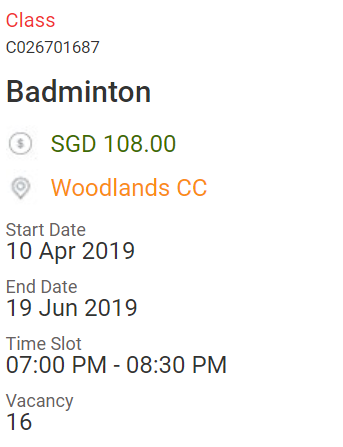 Class
C026701687
Badminton
$ SGD 108.00
Woodlands CC
Start Date
10 Apr 2019
End Date
19 Jun 2019
Time Slot
07:00 PM - 08:30 PM
Vacancy
16